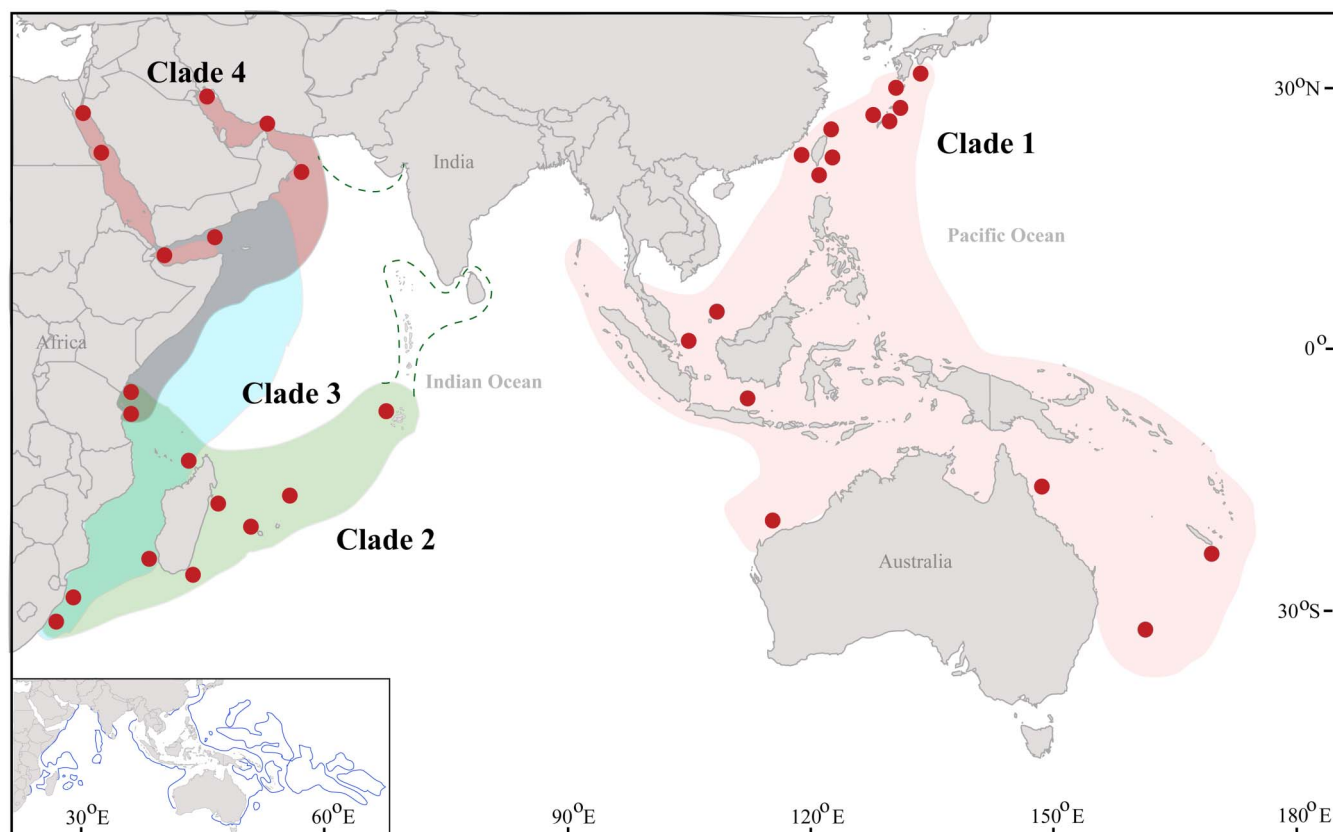 Clade 4
30°N
Clade 1
India
Pacific Ocean
Africa
0°
Clade 3
Indian Ocean
Clade 2
Australia
30°S
30°E
60°E
90°E
120°E
150°E
180°E